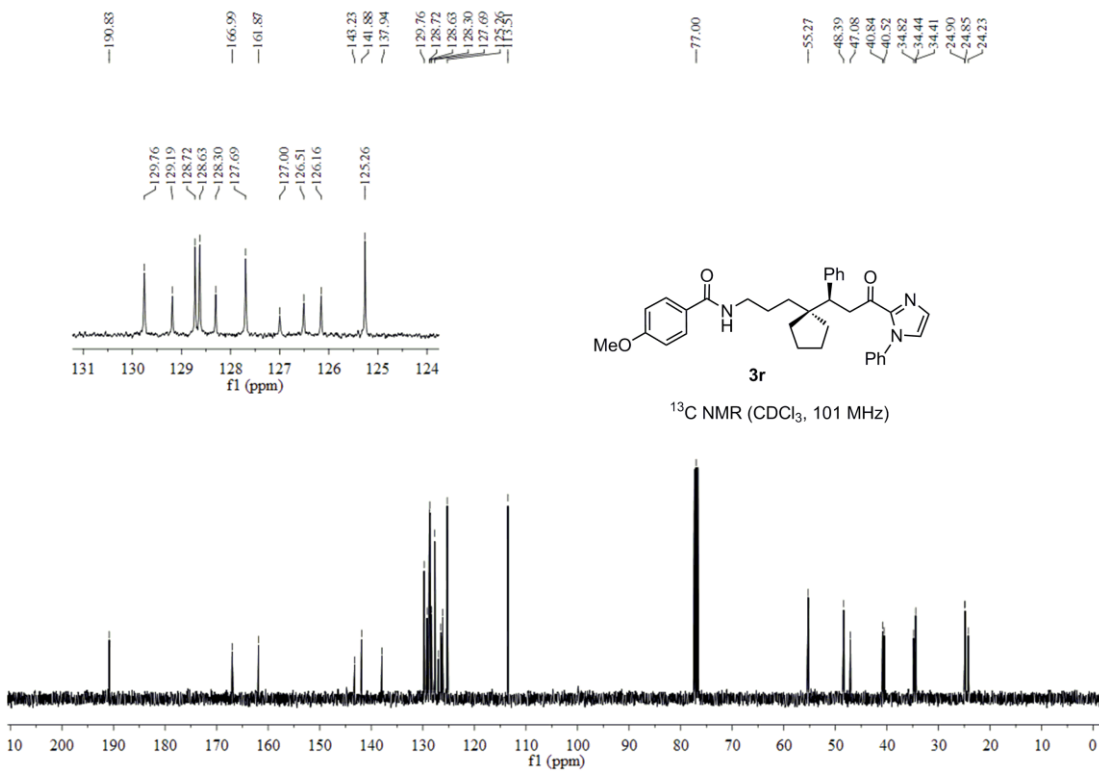 190.83 166.99 161.87 143.23 141.88 137.94 129.76 128.72 128.63 128.30 127.69 125.26 113.51 77.00 55.27 48.39 47.08 40.84 40.52 34.82 34.44 34.41 24.90 24.85 24.23
129.76 129.19 128.72 128.63 128.30 127.69 127.00 126.51 126.16 125.26
131 130 129 128 127 126 125 124
f1 (ppm)
Ph
O
O
N
N
H
N
MeO
Ph
3r
¹³C NMR (CDCl₃, 101 MHz)
10 200 190 180 170 160 150 140 130 120 110 100 90 80 70 60 50 40 30 20 10 0
f1 (ppm)